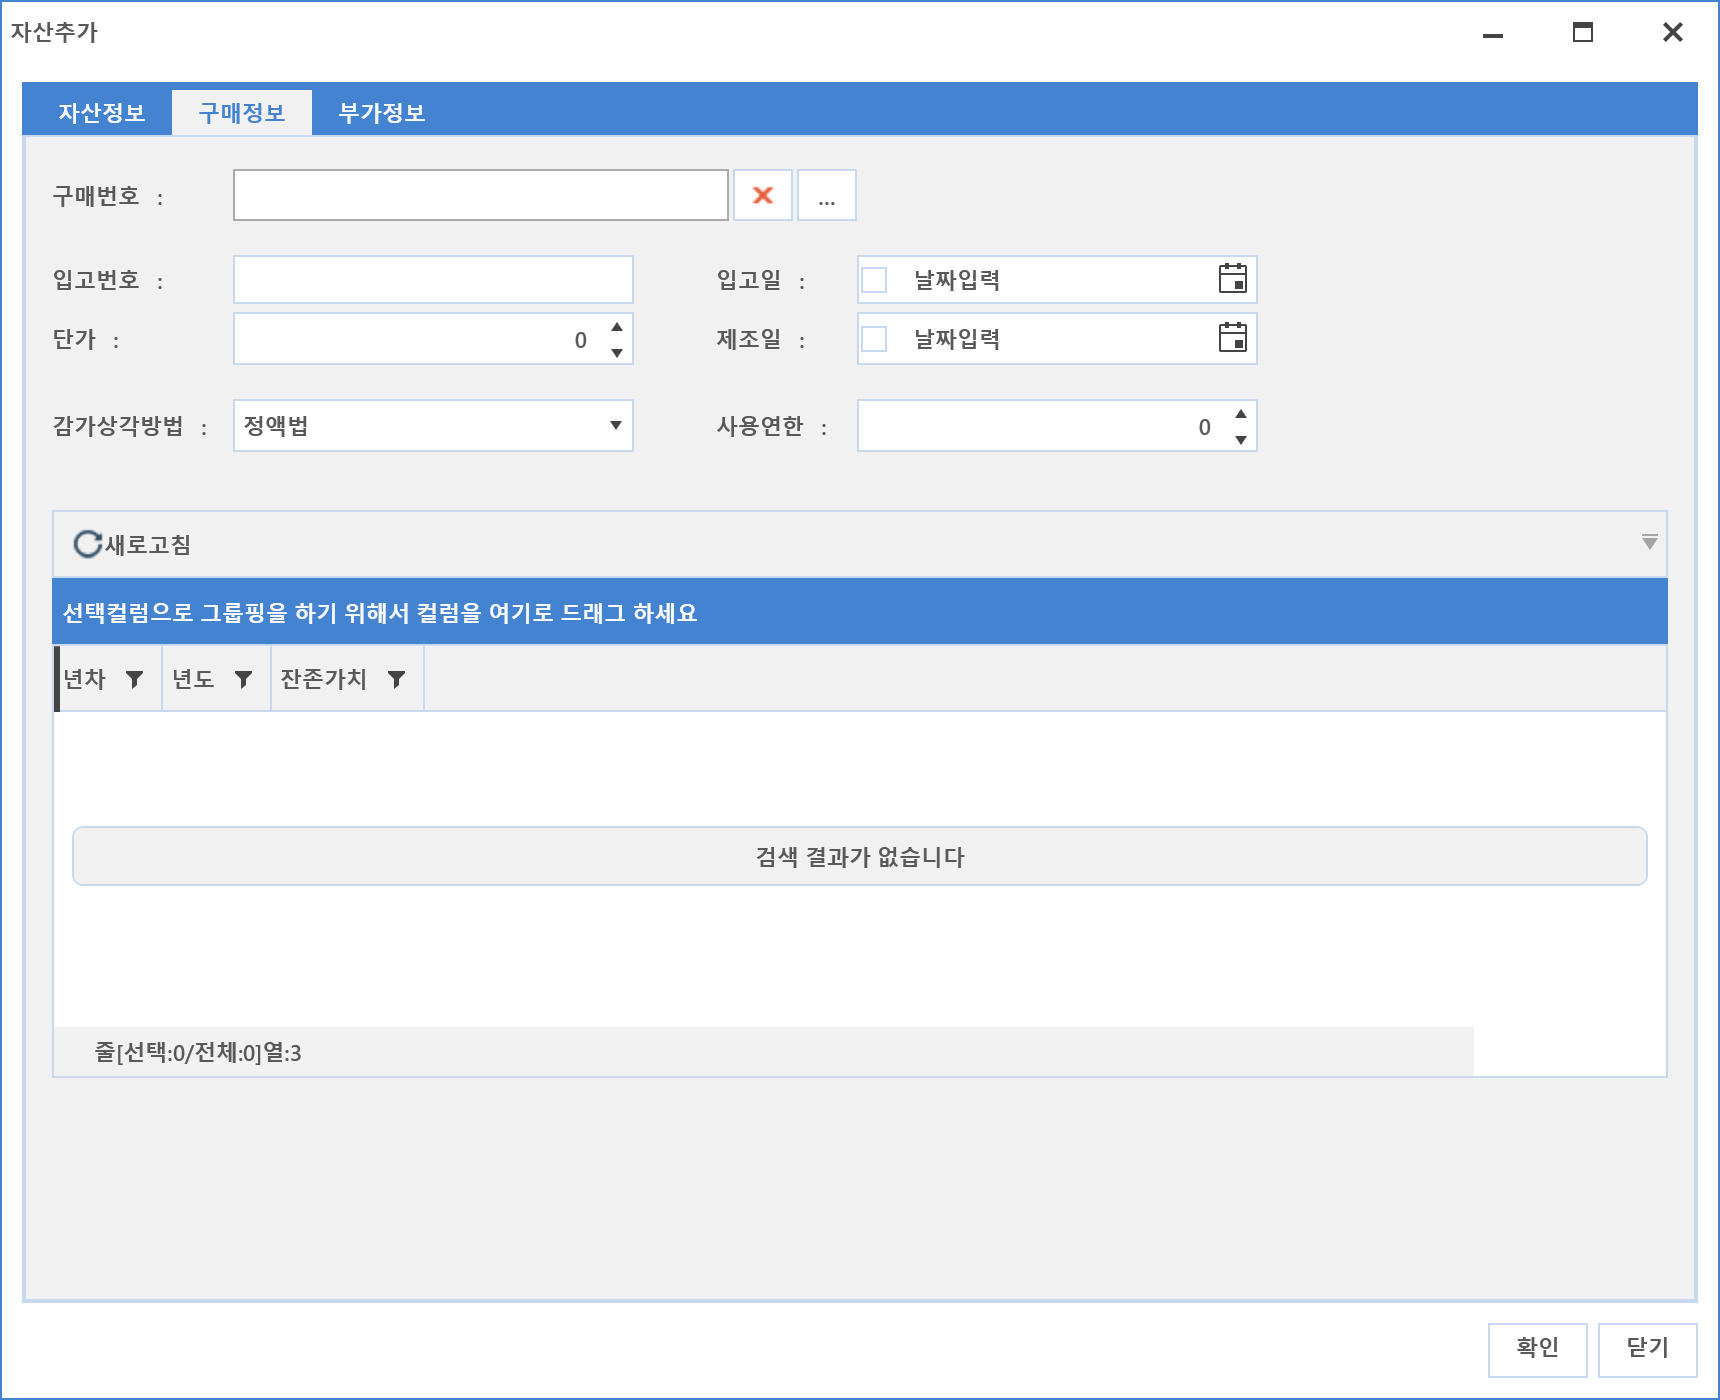 자산추가
자산정보 구매정보 부가정보
구매번호 : ...
입고번호 : 입고일 : 날짜입력
단가 : 0 제조일 : 날짜입력
감가상각방법 : 정액법 사용연한 : 0
새로고침
선택컬럼으로 그룹핑을 하기 위해서 컬럼을 여기로 드래그 하세요
년차 년도 잔존가치
검색 결과가 없습니다
줄[선택:0/전체:0]열:3
확인 닫기